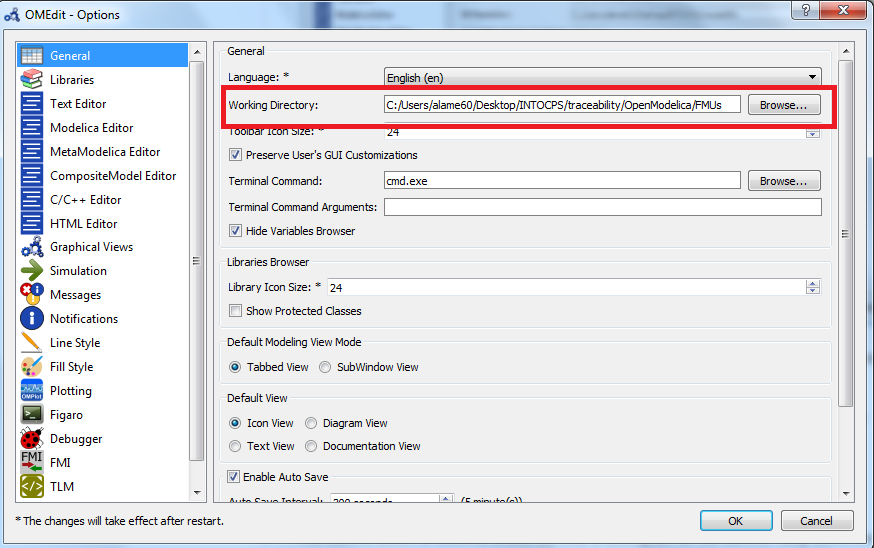 OMEdit - Options
General
Libraries
Text Editor
Modelica Editor
MetaModelica Editor
CompositeModel Editor
C/C++ Editor
HTML Editor
Graphical Views
Simulation
Messages
Notifications
Line Style
Fill Style
OMPlot
Plotting
Figaro
Debugger
FMI
FMI
TLM
General
Language: * English (en)
Working Directory: C:/Users/alame60/Desktop/INTOCPS/traceability/OpenModelica/FMUs Browse...
Toolbar Icon Size: * 24
Preserve User's GUI Customizations
Terminal Command: cmd.exe Browse...
Terminal Command Arguments:
Hide Variables Browser
Libraries Browser
Library Icon Size: * 24
Show Protected Classes
Default Modeling View Mode
Tabbed View SubWindow View
Default View
Icon View Diagram View
Text View Documentation View
Enable Auto Save
Auto Save Interval: 300 seconds (5 minute(s))
* The changes will take effect after restart.
OK Cancel